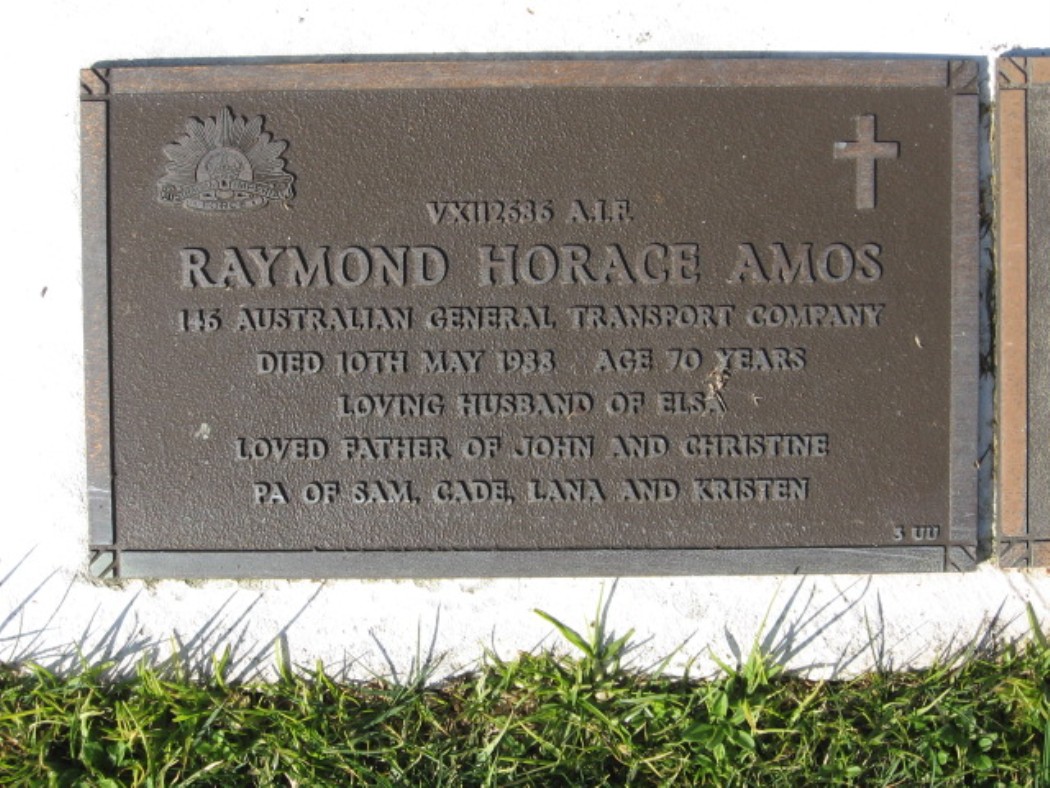 VX112686 A.I.F.
RAYMOND HORACE AMOS
145 AUSTRALIAN GENERAL TRANSPORT COMPANY
DIED 10TH MAY 1988 AGE 70 YEARS
LOVING HUSBAND OF ELSA
LOVED FATHER OF JOHN AND CHRISTINE
PA OF SAM, CADE, LANA AND KRISTEN
3 UU